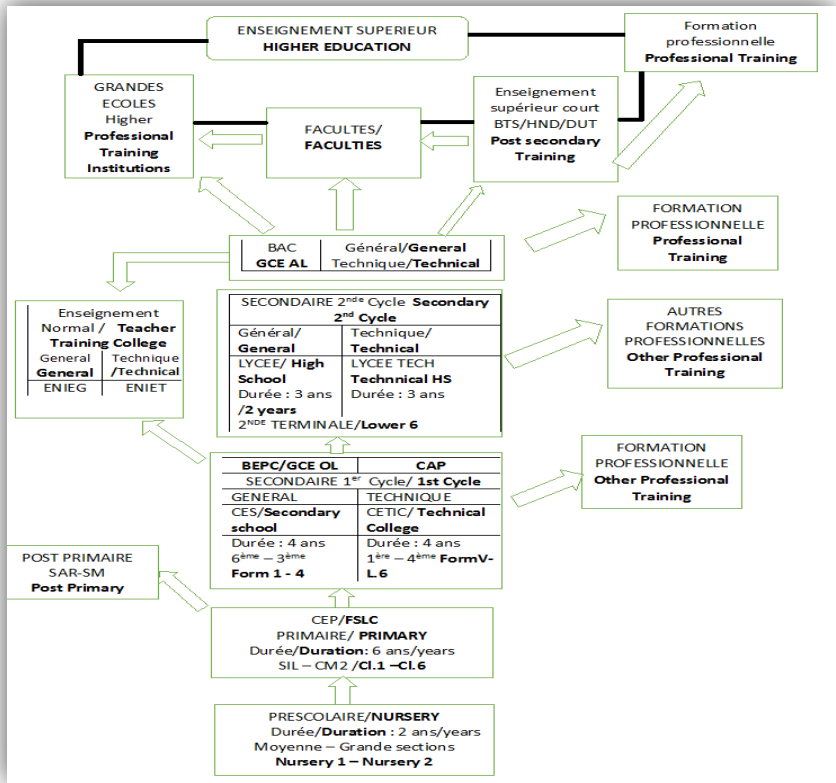 ENSEIGNEMENT SUPERIEUR
HIGHER EDUCATION
Formation
professionnelle
Professional Training
GRANDES
ECOLES
Higher
Professional
Training
Institutions
FACULTES/
FACULTIES
Enseignement
supérieur court
BTS/HND/DUT
Post secondary
Training
BAC
GCE AL
Général/General
Technique/Technical
FORMATION
PROFESSIONNELLE
Professional
Training
Enseignement
Normal / Teacher
Training College
General
General
Technique
/Technical
ENIEG
ENIET
SECONDAIRE 2nde Cycle Secondary
2nd Cycle
Général/
General
Technique/
Technical
LYCEE/ High
School
Durée : 3 ans
/2 years
LYCEE TECH
Technnical HS
Durée : 3 ans
2NDE TERMINALE/Lower 6
AUTRES
FORMATIONS
PROFESSIONNELLES
Other Professional
Training
BEPC/GCE OL
CAP
SECONDAIRE 1er Cycle/ 1st Cycle
GENERAL
TECHNIQUE
CES/Secondary
school
CETIC/ Technical
College
Durée : 4 ans
6ème – 3ème
Form 1 - 4
Durée : 4 ans
1ère – 4ème FormV-
L.6
FORMATION
PROFESSIONNELLE
Other Professional
Training
POST PRIMAIRE
SAR-SM
Post Primary
CEP/FSLC
PRIMAIRE/ PRIMARY
Durée/Duration: 6 ans/years
SIL – CM2 /Cl.1 –Cl.6
PRESCOLAIRE/NURSERY
Durée/Duration : 2 ans/years
Moyenne – Grande sections
Nursery 1 – Nursery 2